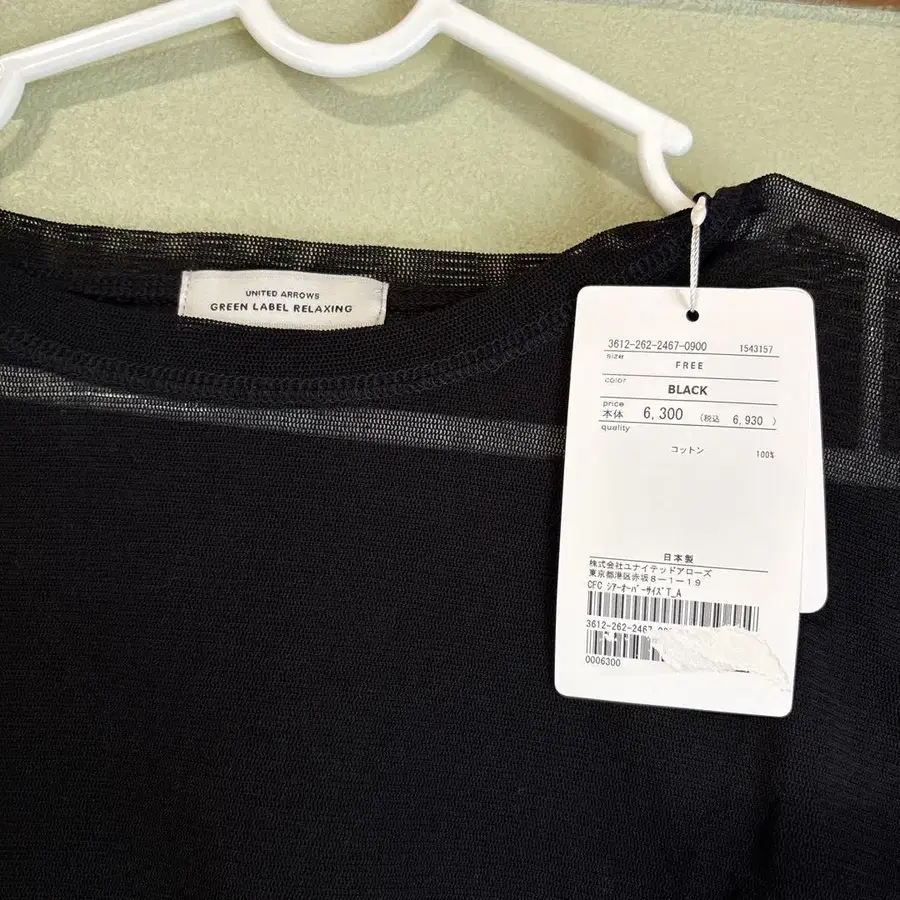 UNITED ARROWS
GREEN LABEL RELAXING
3612-262-2467-0900 1543157
size FREE
color BLACK
price
本体 6,300 (税込 6,930 )
quality
コットン 100%
日本製
株式会社ユナイテッドアローズ
東京都港区赤坂8-1-19
CFC シアーオーバーサイズT_A
3612-262-2467
0006300